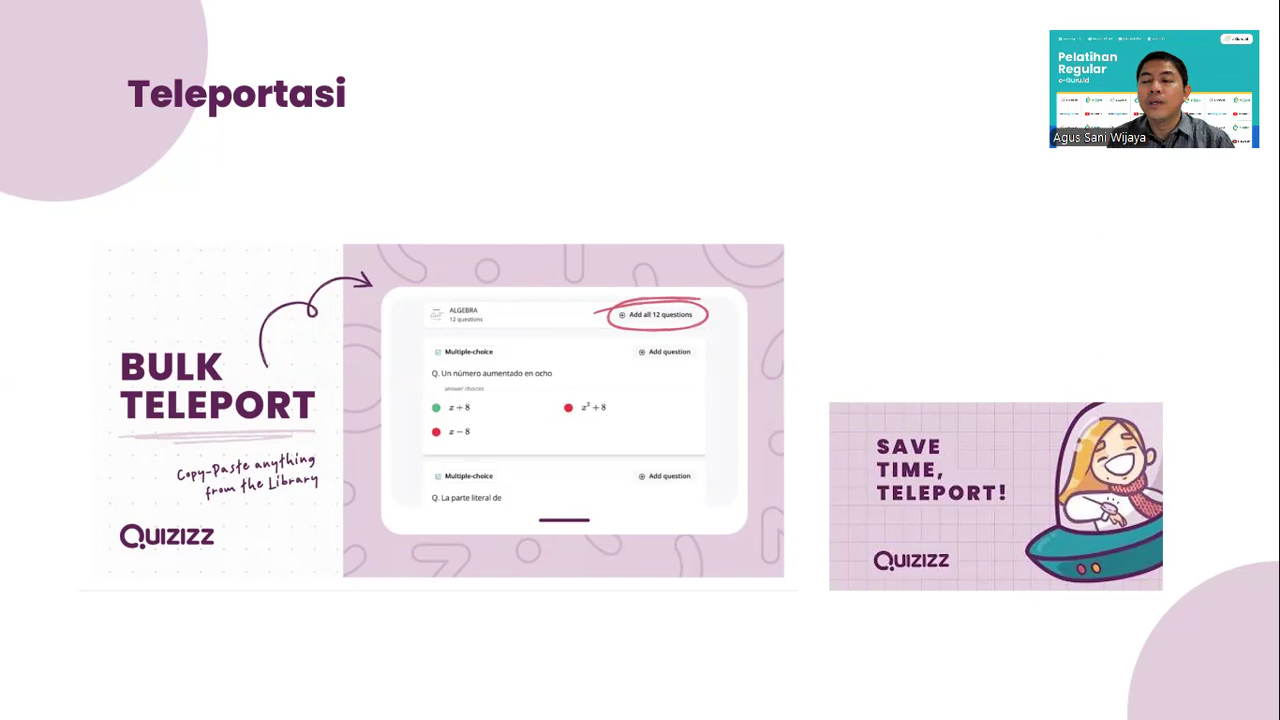 Teleportasi
Pelatihan
Regular
e-Guru.id
Agus Sani Wijaya
BULK
TELEPORT
Copy-Paste anything
from the Library
QUIZIZZ
ALGEBRA
12 questions
Add all 12 questions
Multiple-choice
Add question
Q. Un número aumentado en ocho
answer choices
x + 8
x² + 8
x − 8
Multiple-choice
Add question
Q. La parte literal de
SAVE
TIME,
TELEPORT!
QUIZIZZ